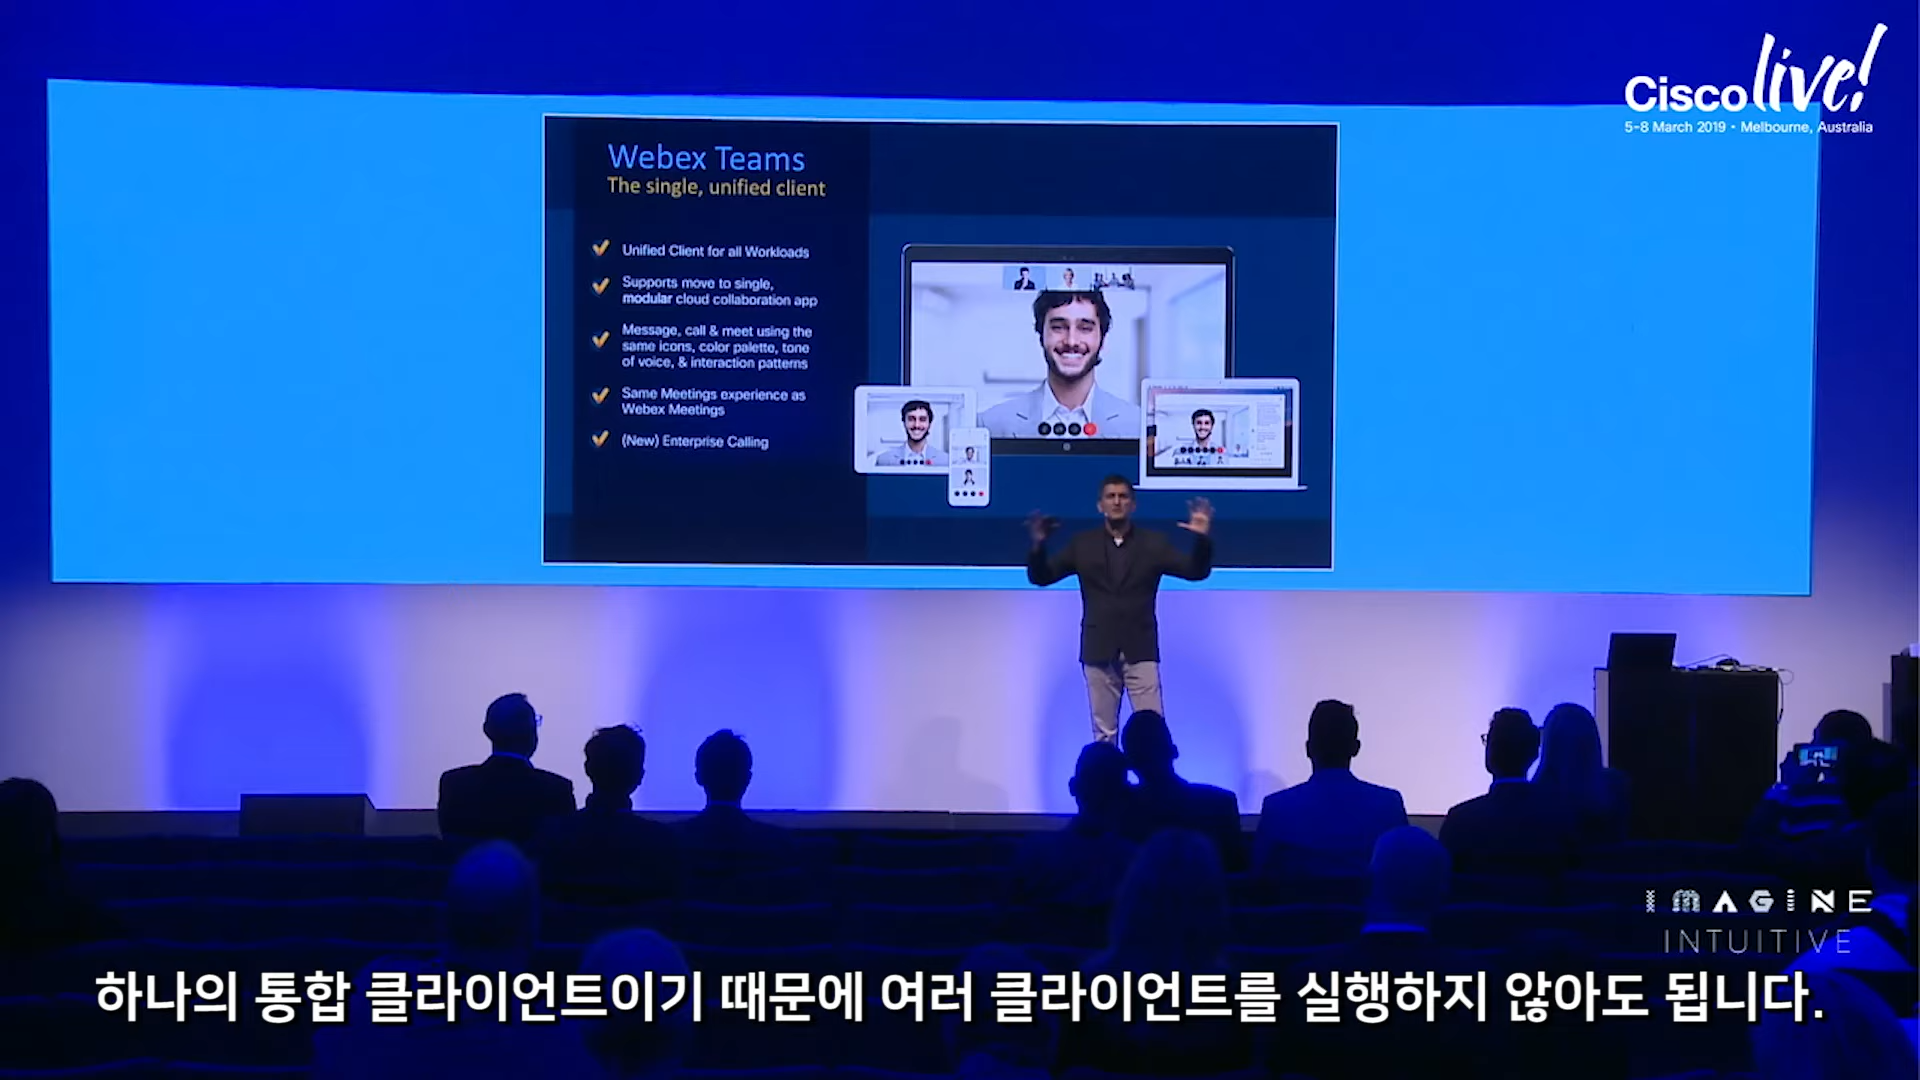 Cisco live!
5-8 March 2019 • Melbourne, Australia
Webex Teams
The single, unified client
Unified Client for all Workloads
Supports move to single,
modular cloud collaboration app
Message, call & meet using the
same icons, color palette, tone
of voice, & interaction patterns
Same Meetings experience as
Webex Meetings
(New) Enterprise Calling
IMAGINE
INTUITIVE
하나의 통합 클라이언트이기 때문에 여러 클라이언트를 실행하지 않아도 됩니다.